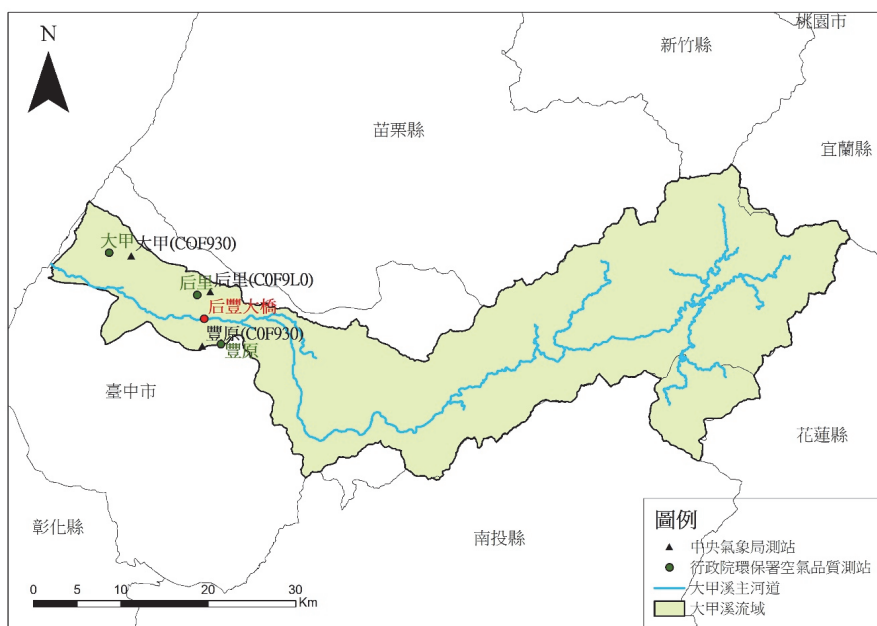 桃園市
N
新竹縣
苗栗縣
宜蘭縣
大甲 大甲(C0F930)
后里 后里(C0F9L0)
后豐大橋
豐原(C0F930)
豐原
臺中市
花蓮縣
彰化縣
南投縣
圖例
中央氣象局測站
行政院環保署空氣品質測站
大甲溪主河道
大甲溪流域
0 5 10 20 30
Km